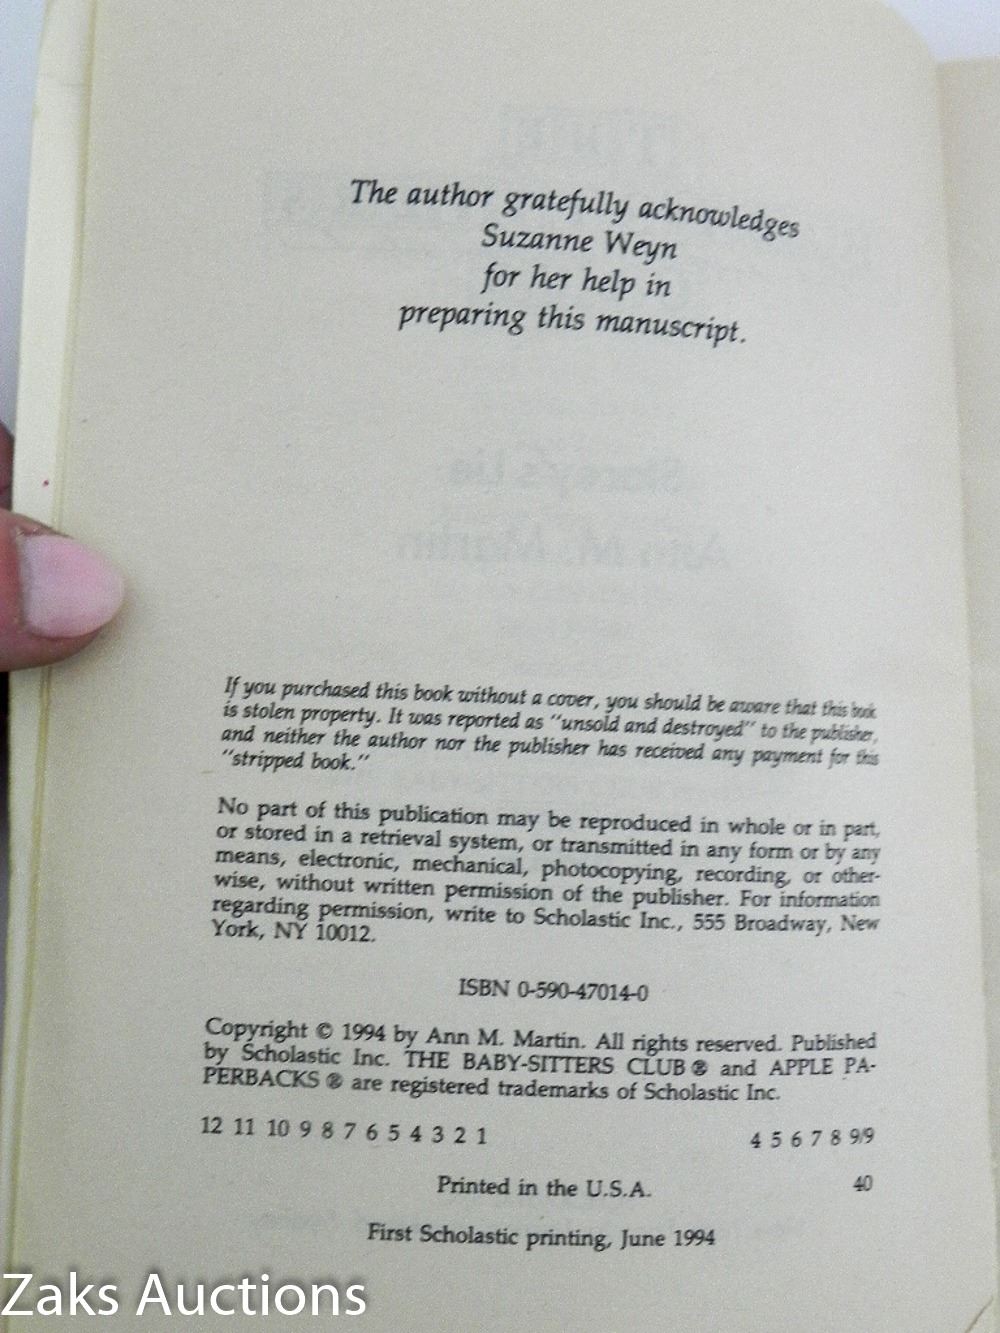 The author gratefully acknowledges
Suzanne Weyn
for her help in
preparing this manuscript.
If you purchased this book without a cover, you should be aware that this book
is stolen property. It was reported as "unsold and destroyed" to the publisher,
and neither the author nor the publisher has received any payment for this
"stripped book."
No part of this publication may be reproduced in whole or in part,
or stored in a retrieval system, or transmitted in any form or by any
means, electronic, mechanical, photocopying, recording, or other-
wise, without written permission of the publisher. For information
regarding permission, write to Scholastic Inc., 555 Broadway, New
York, NY 10012.
ISBN 0-590-47014-0
Copyright © 1994 by Ann M. Martin. All rights reserved. Published
by Scholastic Inc. THE BABY-SITTERS CLUB ® and APPLE PA-
PERBACKS ® are registered trademarks of Scholastic Inc.
12 11 10 9 8 7 6 5 4 3 2 1 4 5 6 7 8 9/9
Printed in the U.S.A. 40
First Scholastic printing, June 1994
Zaks Auctions